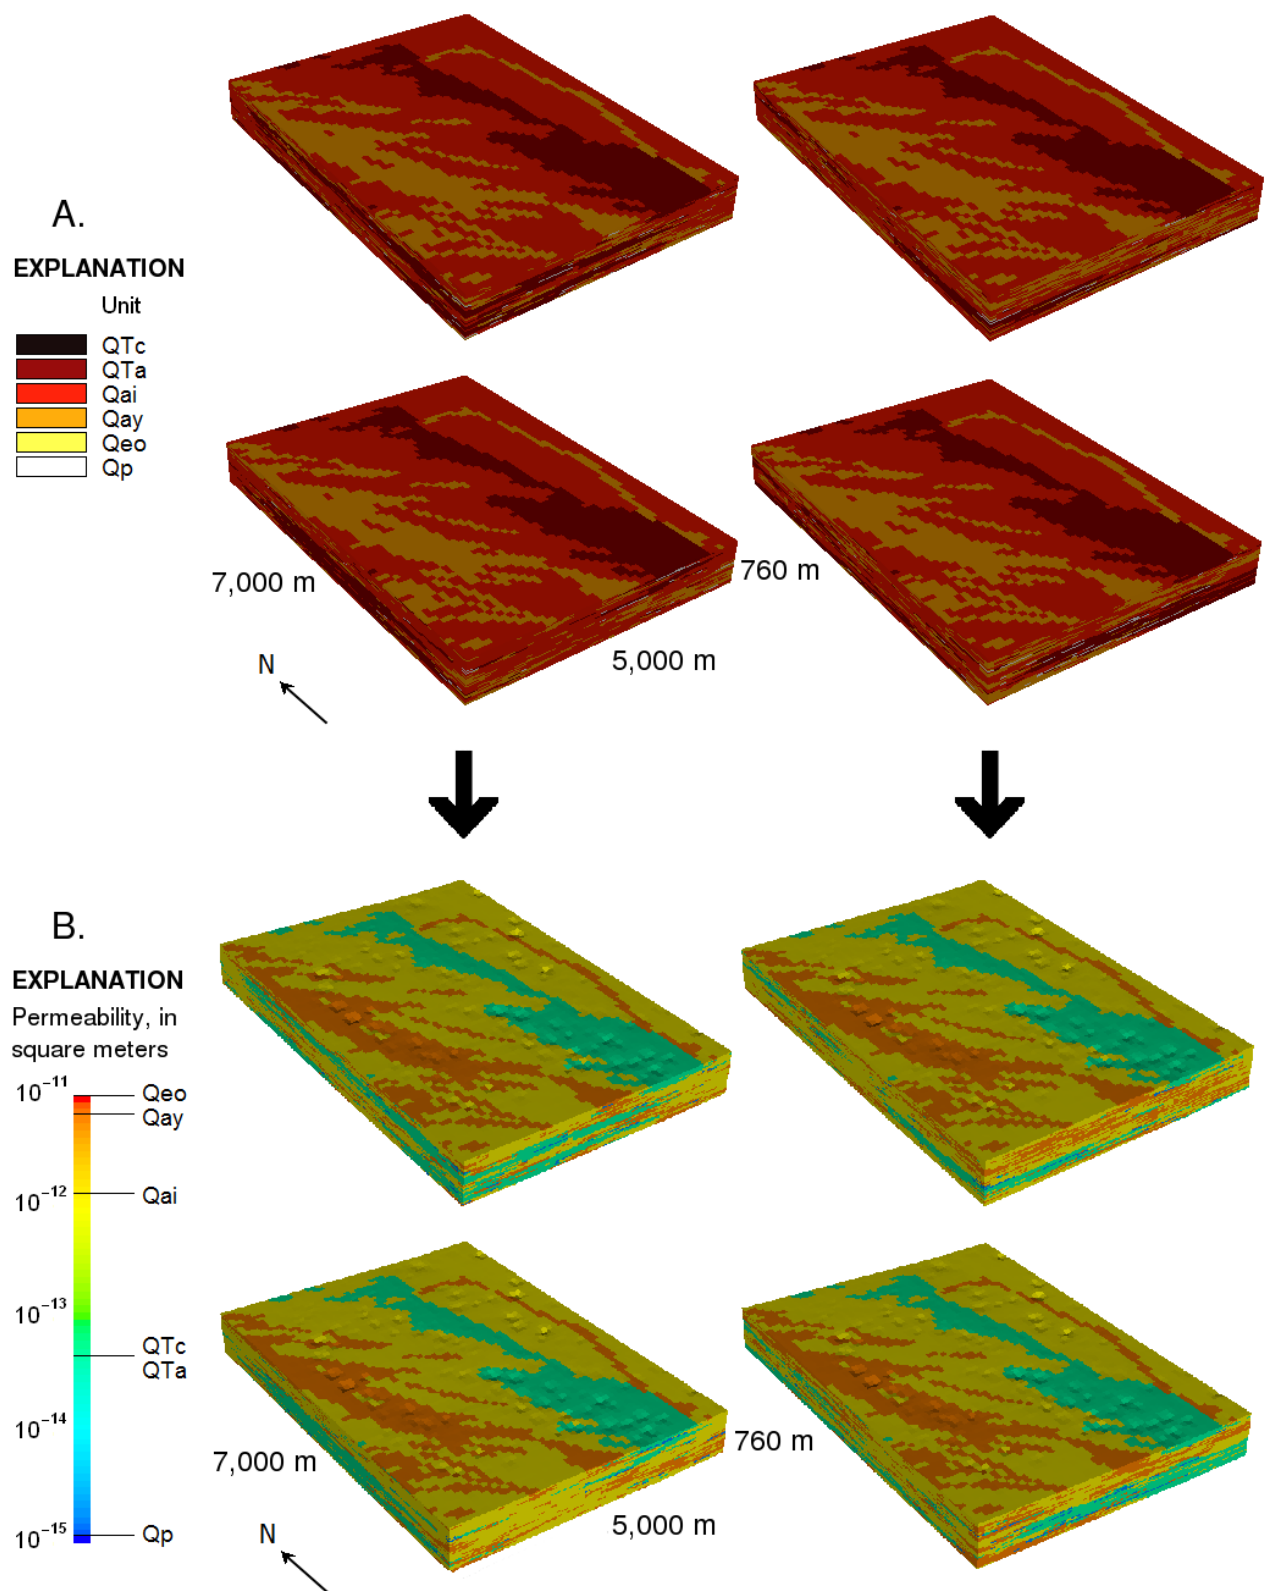 A.
EXPLANATION
Unit
QTc
QTa
Qai
Qay
Qeo
Qp
7,000 m
760 m
5,000 m
N
B.
EXPLANATION
Permeability, in
square meters
10⁻¹¹
Qeo
Qay
10⁻¹²
Qai
10⁻¹³
QTc
QTa
10⁻¹⁴
10⁻¹⁵
Qp
7,000 m
760 m
5,000 m
N